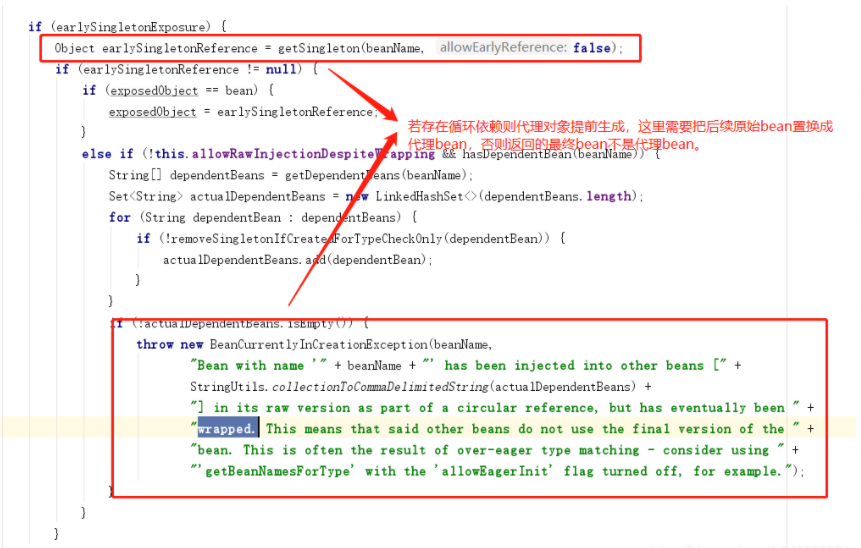 if (earlySingletonExposure) {
Object earlySingletonReference = getSingleton(beanName, allowEarlyReference: false);
if (earlySingletonReference != null) {
if (exposedObject == bean) {
exposedObject = earlySingletonReference;
}
若存在循环依赖则代理对象提前生成，这里需要把后续原始bean置换成
代理bean，否则返回的最终bean不是代理bean。
else if (!this.allowRawInjectionDespiteWrapping && hasDependentBean(beanName)) {
String[] dependentBeans = getDependentBeans(beanName);
Set<String> actualDependentBeans = new LinkedHashSet<>(dependentBeans.length);
for (String dependentBean : dependentBeans) {
if (!removeSingletonIfCreatedForTypeCheckOnly(dependentBean)) {
actualDependentBeans.add(dependentBean);
}
}
if (!actualDependentBeans.isEmpty()) {
throw new BeanCurrentlyInCreationException(beanName,
"Bean with name '" + beanName + "' has been injected into other beans [" +
StringUtils.collectionToCommaDelimitedString(actualDependentBeans) +
"] in its raw version as part of a circular reference, but has eventually been " +
"wrapped. This means that said other beans do not use the final version of the " +
"bean. This is often the result of over-eager type matching - consider using " +
"'getBeanNamesForType' with the 'allowEagerInit' flag turned off, for example.");
}
}
}